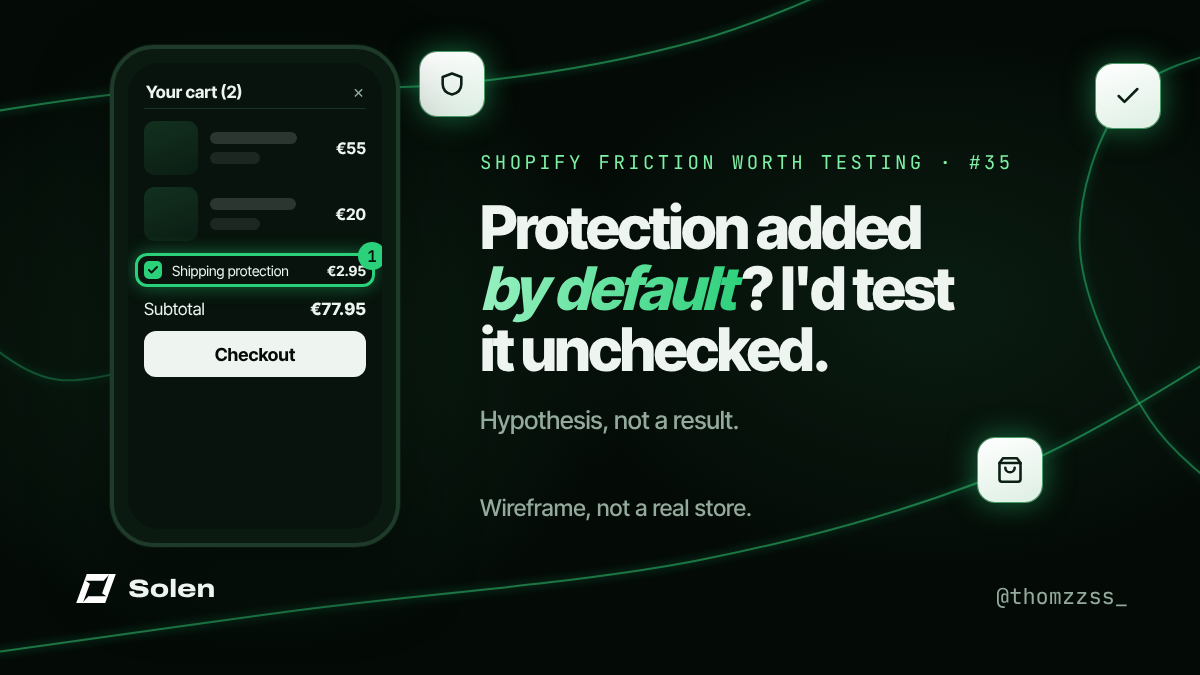 Your cart (2) ×
€55
€20
1
Shipping protection €2.95
Subtotal €77.95
Checkout
SHOPIFY FRICTION WORTH TESTING · #35
Protection added
by default? I'd test
it unchecked.
Hypothesis, not a result.
Wireframe, not a real store.
Solen
@thomzzss_